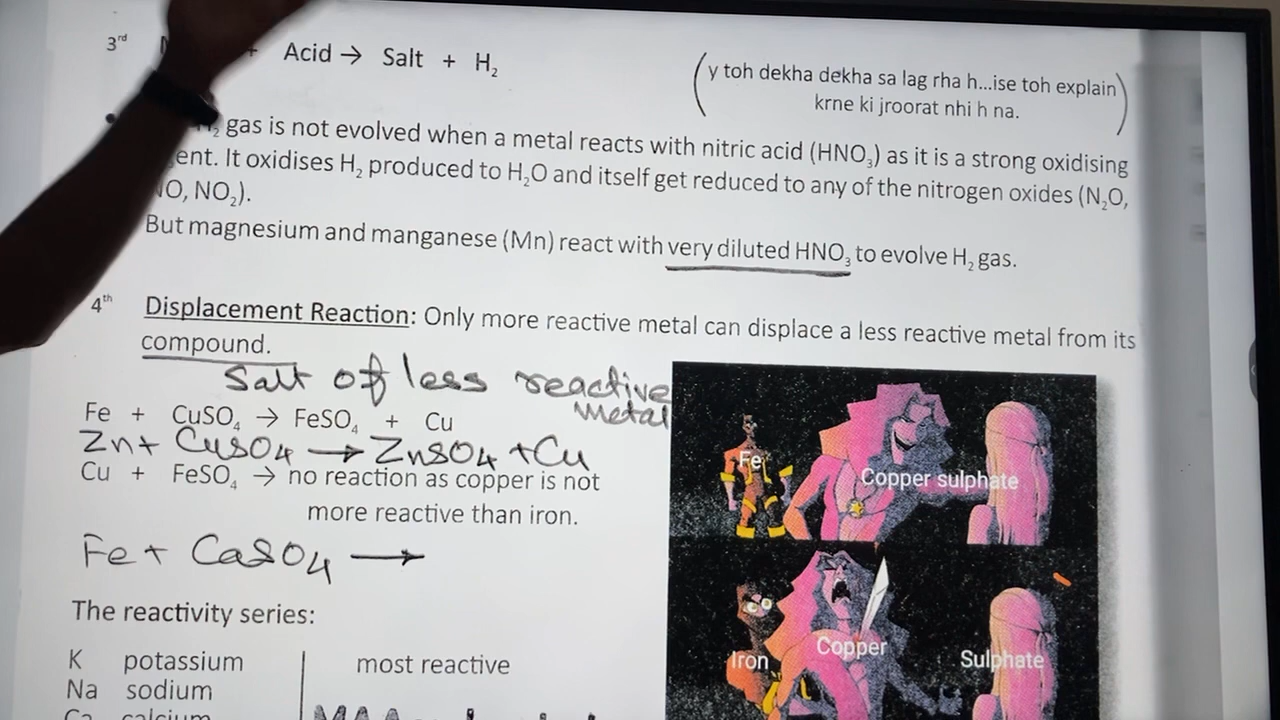 3rd + Acid → Salt + H₂
(y toh dekha dekha sa lag rha h...ise toh explain
krne ki jroorat nhi h na.)
gas is not evolved when a metal reacts with nitric acid (HNO₃) as it is a strong oxidising
ent. It oxidises H₂ produced to H₂O and itself get reduced to any of the nitrogen oxides (N₂O,
NO, NO₂).
But magnesium and manganese (Mn) react with very diluted HNO₃ to evolve H₂ gas.
4th Displacement Reaction: Only more reactive metal can displace a less reactive metal from its
compound.
Salt of less reactive
metal
Fe + CuSO₄ → FeSO₄ + Cu
Zn + CuSO4 → ZnSO4 + Cu
Cu + FeSO₄ → no reaction as copper is not
more reactive than iron.
Fe + CaSO4 →
Fe Copper sulphate
Iron Copper Sulphate
The reactivity series:
K potassium most reactive
Na sodium
Ca calcium